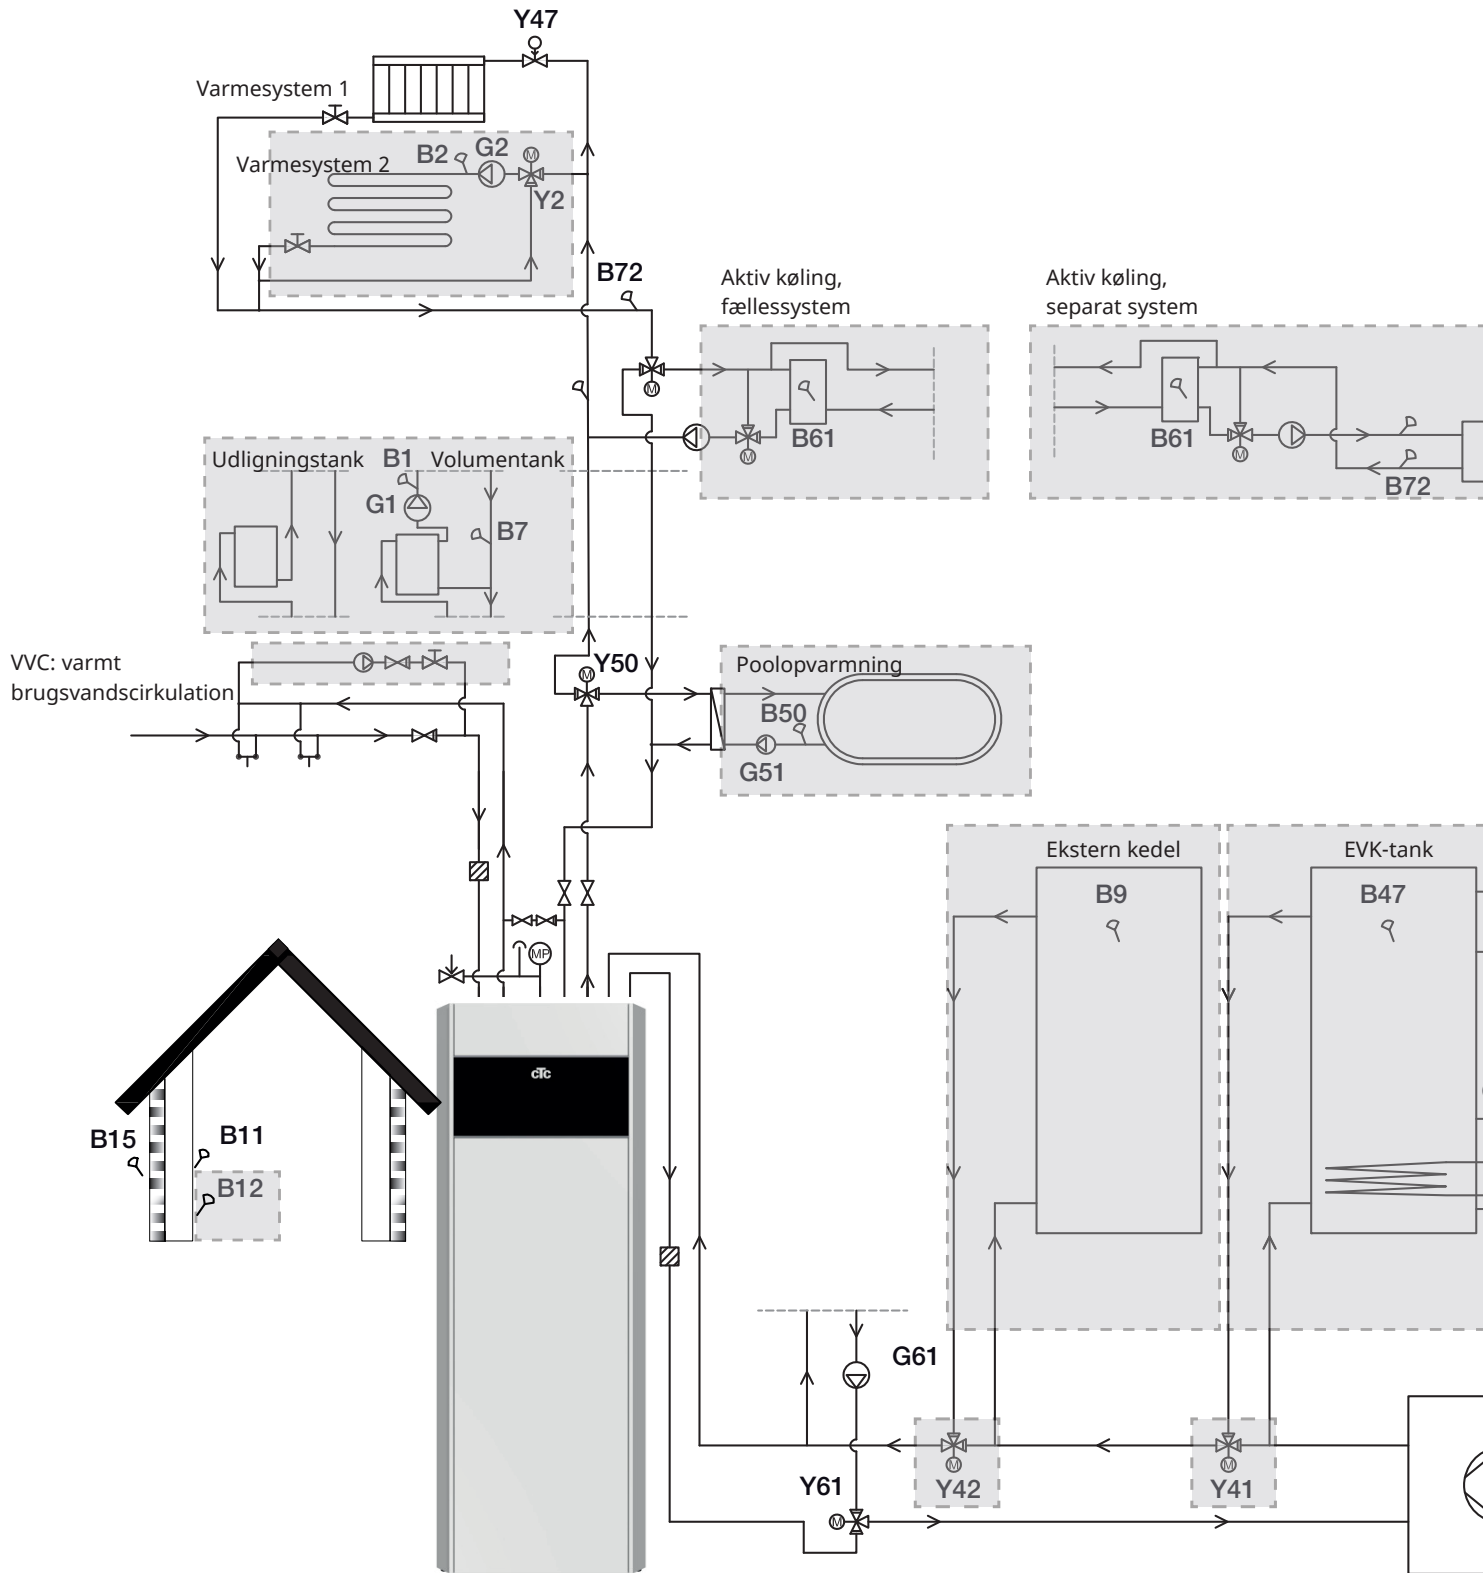 Y47
Varmesystem 1
Varmesystem 2
B2
G2
M
Y2
B72
Aktiv køling,
fællessystem
Aktiv køling,
separat system
M
B61
M
B61
M
B72
Udligningstank
B1
Volumentank
G1
B7
VVC: varmt
brugsvandscirkulation
Y50
M
Poolopvarmning
B50
G51
Ekstern kedel
EVK-tank
B9
B47
MP
cTc
B15
B11
B12
G61
M
M
Y42
Y41
Y61
M